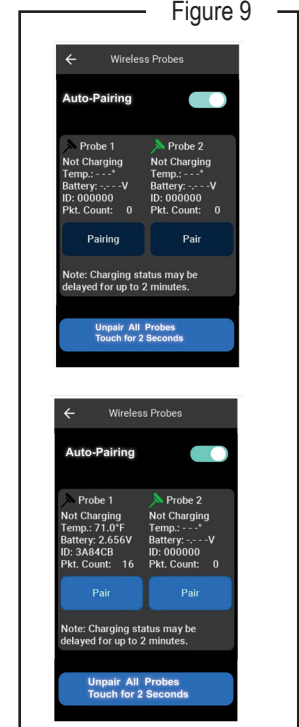 Figure 9
Wireless Probes
Auto-Pairing
Probe 1 Probe 2
Not Charging Not Charging
Temp.: - - -° Temp.: - - -°
Battery: -.- - -V Battery: -.- - -V
ID: 000000 ID: 000000
Pkt. Count: 0 Pkt. Count: 0
Pairing Pair
Note: Charging status may be
delayed for up to 2 minutes.
Unpair All Probes
Touch for 2 Seconds
Wireless Probes
Auto-Pairing
Probe 1 Probe 2
Not Charging Not Charging
Temp.: 71.0°F Temp.: - - -°
Battery: 2.656V Battery: -.- - -V
ID: 3A84CB ID: 000000
Pkt. Count: 16 Pkt. Count: 0
Pair Pair
Note: Charging status may be
delayed for up to 2 minutes.
Unpair All Probes
Touch for 2 Seconds